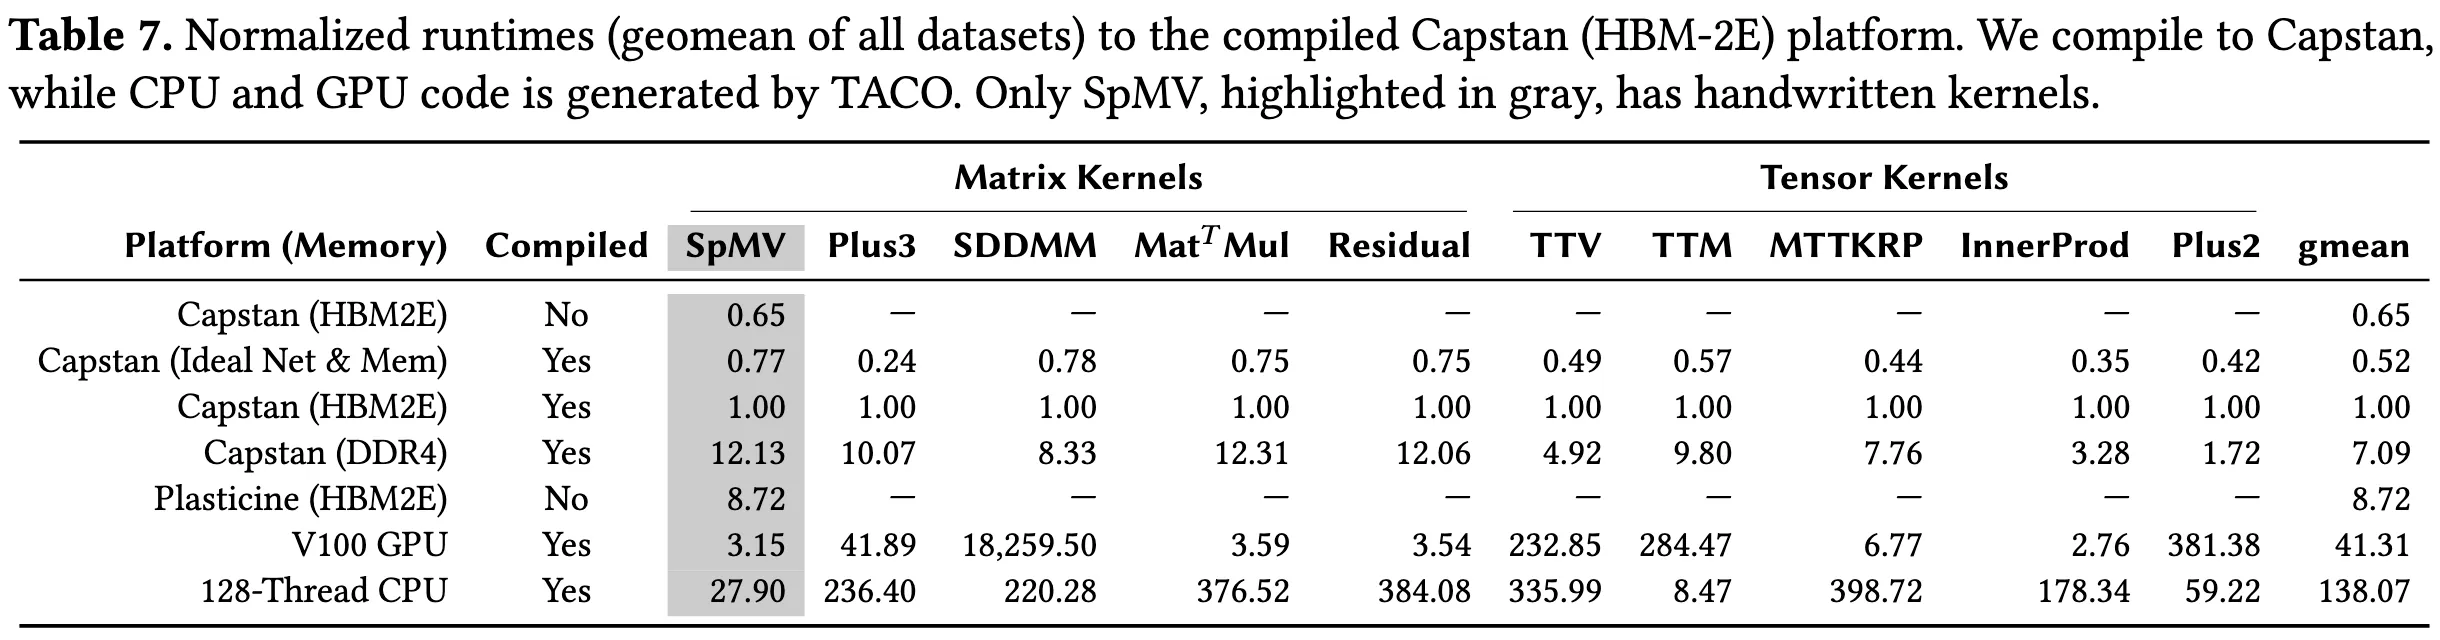 Table 7. Normalized runtimes (geomean of all datasets) to the compiled Capstan (HBM-2E) platform. We compile to Capstan,
while CPU and GPU code is generated by TACO. Only SpMV, highlighted in gray, has handwritten kernels.
Matrix Kernels Tensor Kernels
Platform (Memory) Compiled SpMV Plus3 SDDMM Mat^T Mul Residual TTV TTM MTTKRP InnerProd Plus2 gmean
Capstan (HBM2E) No 0.65 — — — — — — — — — 0.65
Capstan (Ideal Net & Mem) Yes 0.77 0.24 0.78 0.75 0.75 0.49 0.57 0.44 0.35 0.42 0.52
Capstan (HBM2E) Yes 1.00 1.00 1.00 1.00 1.00 1.00 1.00 1.00 1.00 1.00 1.00
Capstan (DDR4) Yes 12.13 10.07 8.33 12.31 12.06 4.92 9.80 7.76 3.28 1.72 7.09
Plasticine (HBM2E) No 8.72 — — — — — — — — — 8.72
V100 GPU Yes 3.15 41.89 18,259.50 3.59 3.54 232.85 284.47 6.77 2.76 381.38 41.31
128-Thread CPU Yes 27.90 236.40 220.28 376.52 384.08 335.99 8.47 398.72 178.34 59.22 138.07